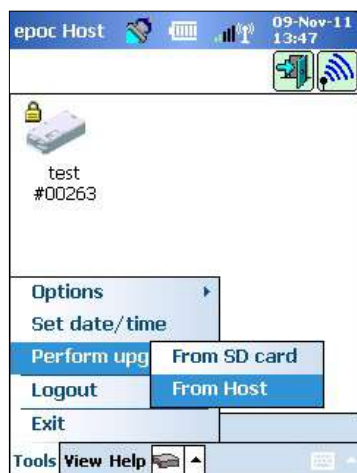 epoc Host
09-Nov-11
13:47
test
#00263
Options
Set date/time
Perform upg
From SD card
From Host
Logout
Exit
Tools View Help